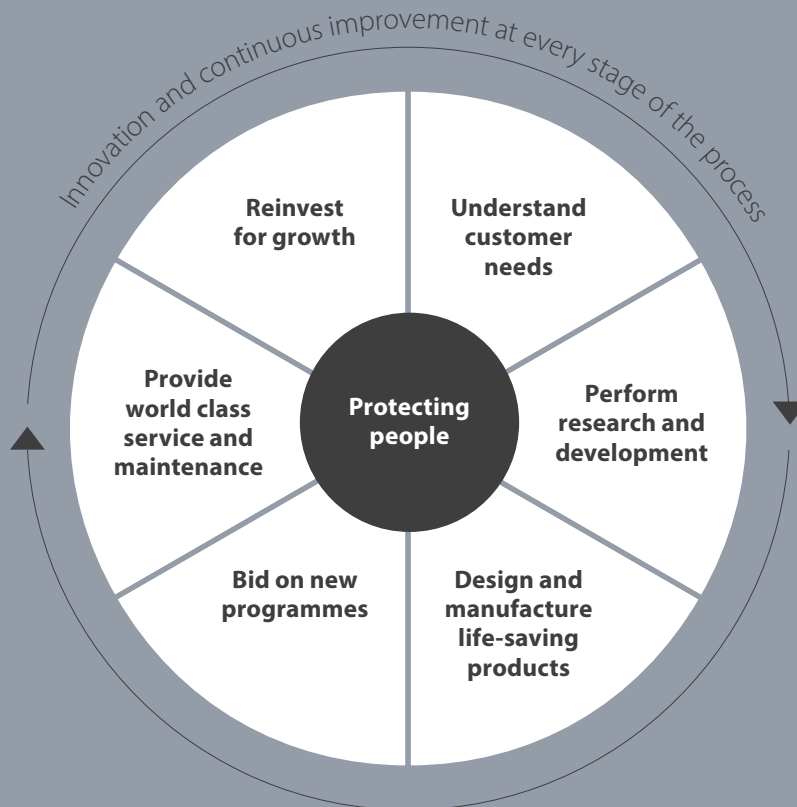 Innovation and continuous improvement at every stage of the process
Reinvest
for growth
Understand
customer
needs
Provide
world class
service and
maintenance
Protecting
people
Perform
research and
development
Bid on new
programmes
Design and
manufacture
life-saving
products